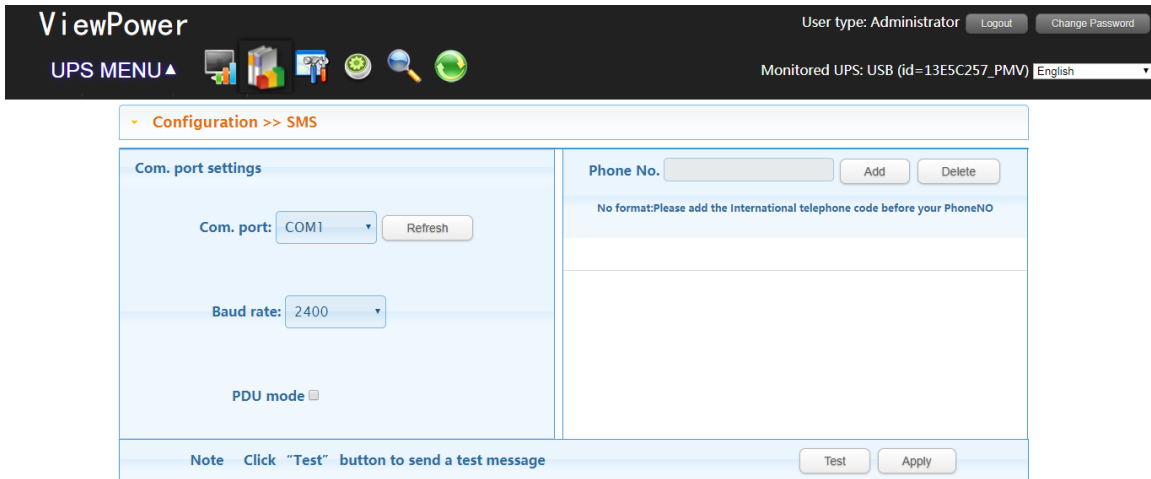 ViewPower
User type: Administrator Logout Change Password
UPS MENU▲
Monitored UPS: USB (id=13E5C257_PMV) English
Configuration >> SMS
Com. port settings
Com. port: COM1 Refresh
Baud rate: 2400
PDU mode
Phone No. Add Delete
No format:Please add the International telephone code before your PhoneNO
Note Click “Test” button to send a test message
Test Apply